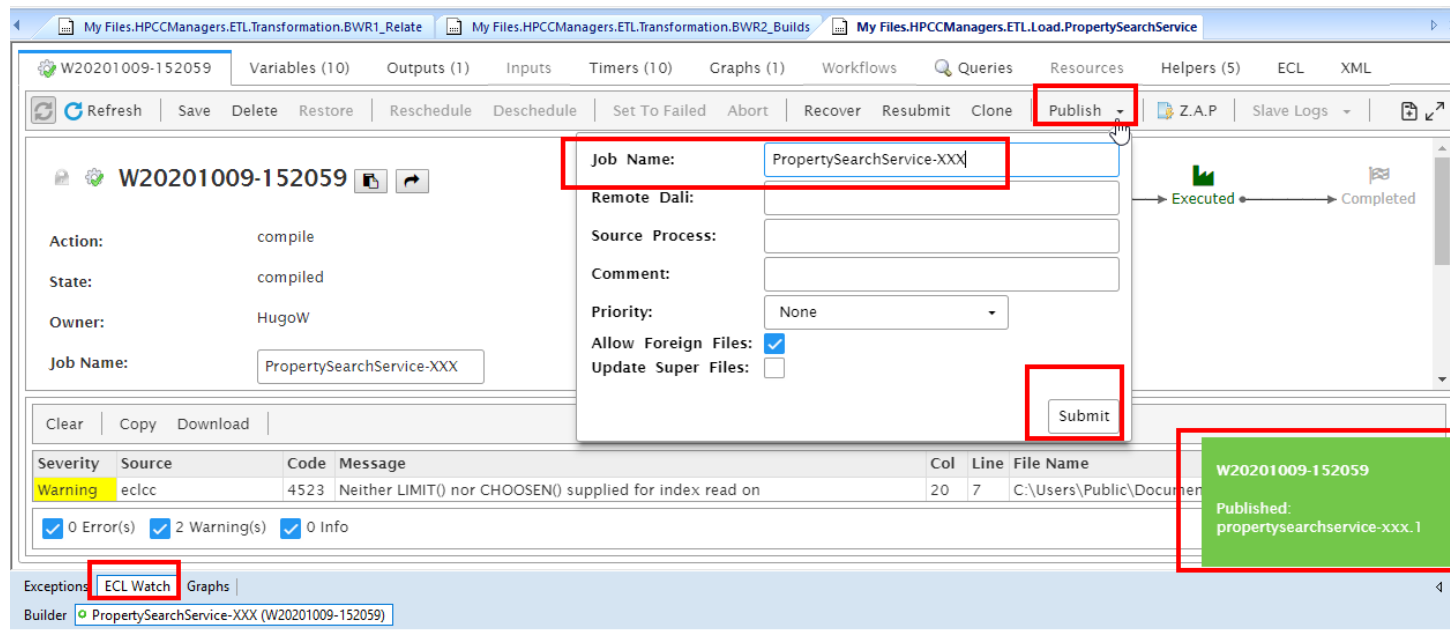 My Files.HPCCManagers.ETL.Transformation.BWR1_Relate My Files.HPCCManagers.ETL.Transformation.BWR2_Builds My Files.HPCCManagers.ETL.Load.PropertySearchService
W20201009-152059 Variables (10) Outputs (1) Inputs Timers (10) Graphs (1) Workflows Queries Resources Helpers (5) ECL XML
Refresh Save Delete Restore Reschedule Deschedule Set To Failed Abort Recover Resubmit Clone Publish Z.A.P Slave Logs
W20201009-152059
Action: compile
State: compiled
Owner: HugoW
Job Name: PropertySearchService-XXX
Job Name: PropertySearchService-XXX
Remote Dali:
Source Process:
Comment:
Priority: None
Allow Foreign Files:
Update Super Files:
Submit
Executed Completed
Clear Copy Download
Severity Source Code Message Col Line File Name
Warning eclcc 4523 Neither LIMIT() nor CHOOSEN() supplied for index read on 20 7 C:\Users\Public\Documen
0 Error(s) 2 Warning(s) 0 Info
W20201009-152059
Published:
propertysearchservice-xxx.1
Exceptions ECL Watch Graphs
Builder PropertySearchService-XXX (W20201009-152059)